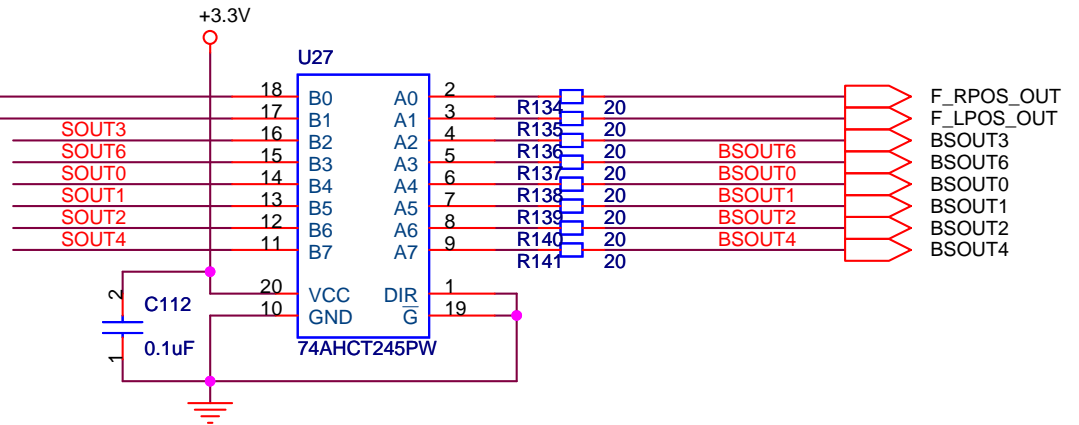 +3.3V
U27
18 B0 A0 2 R134 20 F_RPOS_OUT
17 B1 A1 3 R135 20 F_LPOS_OUT
SOUT3 16 B2 A2 4 R136 20 BSOUT3
SOUT6 15 B3 A3 5 R137 20 BSOUT6 BSOUT6
SOUT0 14 B4 A4 6 R138 20 BSOUT0 BSOUT0
SOUT1 13 B5 A5 7 R139 20 BSOUT1 BSOUT1
SOUT2 12 B6 A6 8 R140 20 BSOUT2 BSOUT2
SOUT4 11 B7 A7 9 R141 20 BSOUT4 BSOUT4
20 VCC DIR 1
10 GND G 19
2 C112
1 0.1uF
74AHCT245PW